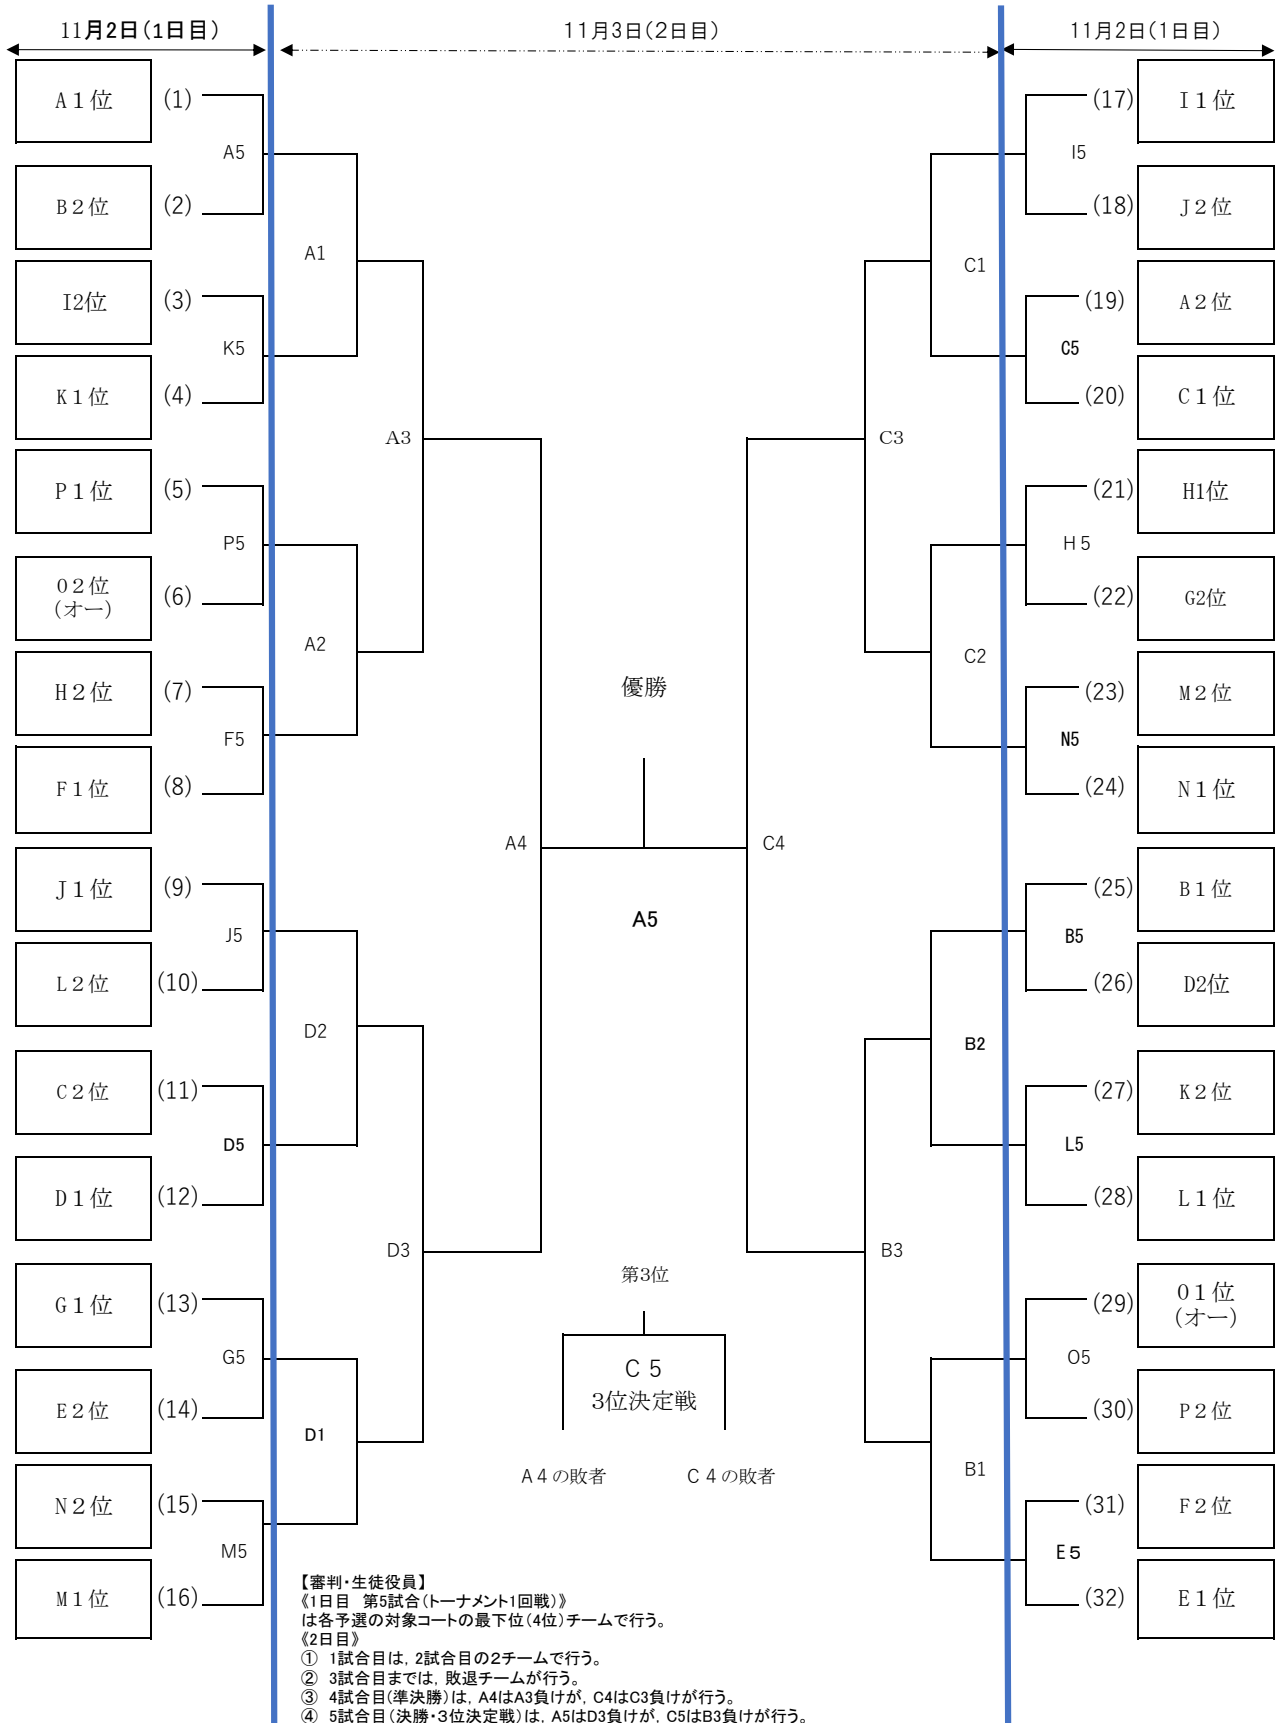 11月2日(1日目)
11月3日(2日目)
11月2日(1日目)
A１位 (1)
A5
B２位 (2)
A1
I2位 (3)
K5
K１位 (4)
A3
P１位 (5)
P5
O２位 (6)
(オー)
A2
H２位 (7)
F5
F１位 (8)
A4
J１位 (9)
J5
L２位 (10)
D2
C２位 (11)
D5
D１位 (12)
D3
G１位 (13)
G5
E２位 (14)
D1
N２位 (15)
M5
M１位 (16)
優勝
A5
第3位
C 5
3位決定戦
A４の敗者 C４の敗者
(17) I１位
I5
(18) J２位
C1
(19) A２位
C5
(20) C１位
C3
(21) H1位
H 5
(22) G2位
C2
(23) M２位
N5
(24) N１位
C4
(25) B１位
B5
(26) D2位
B2
(27) K２位
L5
(28) L１位
B3
(29) O１位
(オー)
O5
(30) P２位
B1
(31) F２位
E５
(32) E１位
【審判・生徒役員】
《1日目 第5試合(トーナメント1回戦)》
は各予選の対象コートの最下位(4位)チームで行う。
《2日目》
① 1試合目は，2試合目の２チームで行う。
② 3試合目までは，敗退チームが行う。
③ 4試合目(準決勝)は，A4はA3負けが，C4はC3負けが行う。
④ 5試合目(決勝・3位決定戦)は，A5はD3負けが，C5はB3負けが行う。